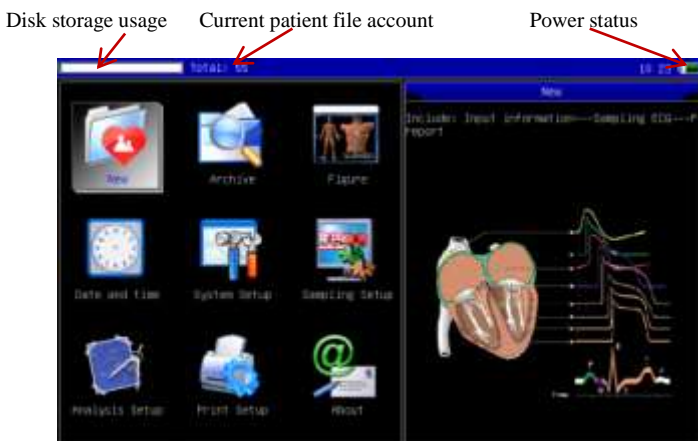 Disk storage usage Current patient file account Power status
Total:
New
Include: Input information---Sampling ECG---P
report
New Archive Figure
Date and time System Setup Sampling Setup
Analysis Setup Print Setup About